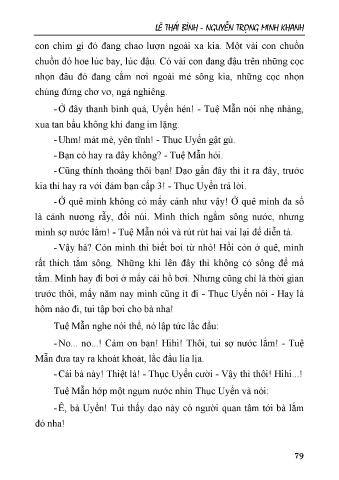 LÊ THÁI BÌNH - NGUYỄN TRỌNG MINH KHANH
con chim gì đó đang chao lượn ngoài xa kia. Một vài con chuồn
chuồn đỏ hoe lúc bay, lúc đậu. Có vài con đang đậu trên những cọc
nhọn đâu đó đang cắm nơi ngoài mé sông kia, những cọc nhọn
chúng đứng chơ vơ, ngả nghiêng.
- Ở đây thanh bình quá, Uyển hén! - Tuệ Mẫn nói nhẹ nhàng,
xua tan bầu không khí đang im lặng.
- Uhm! mát mẻ, yên tĩnh! - Thục Uyển gật gù.
- Bạn có hay ra đây không? - Tuệ Mẫn hỏi.
- Cũng thỉnh thoảng thôi bạn! Dạo gần đây thì ít ra đây, trước
kia thì hay ra với đám bạn cấp 3! - Thục Uyển trả lời.
- Ở quê mình không có mấy cảnh như vậy! Ở quê mình đa số
là cảnh nương rẫy, đồi núi. Mình thích ngắm sông nước, nhưng
mình sợ nước lắm! - Tuệ Mẫn nói và rút rút hai vai lại để diễn tả.
- Vậy hả? Còn mình thì biết bơi từ nhỏ! Hồi còn ở quê, mình
rất thích tắm sông. Những khi lên đây thì không có sông để mà
tắm. Mình hay đi bơi ở mấy cái hồ bơi. Nhưng cũng chỉ là thời gian
trước thôi, mấy năm nay mình cũng ít đi - Thục Uyển nói - Hay là
hôm nào đi, tui tập bơi cho bà nha!
Tuệ Mẫn nghe nói thế, nó lập tức lắc đầu:
- No... no...! Cảm ơn bạn! Hihi! Thôi, tui sợ nước lắm! - Tuệ
Mẫn đưa tay ra khoát khoát, lắc đầu lia lịa.
- Cái bà này! Thiệt là! - Thục Uyển cười - Vậy thì thôi! Hihi...!
Tuệ Mẫn hớp một ngụm nước nhìn Thục Uyển và nói:
- Ê, bà Uyển! Tui thấy dạo này có người quan tâm tới bà lắm
đó nha!
79